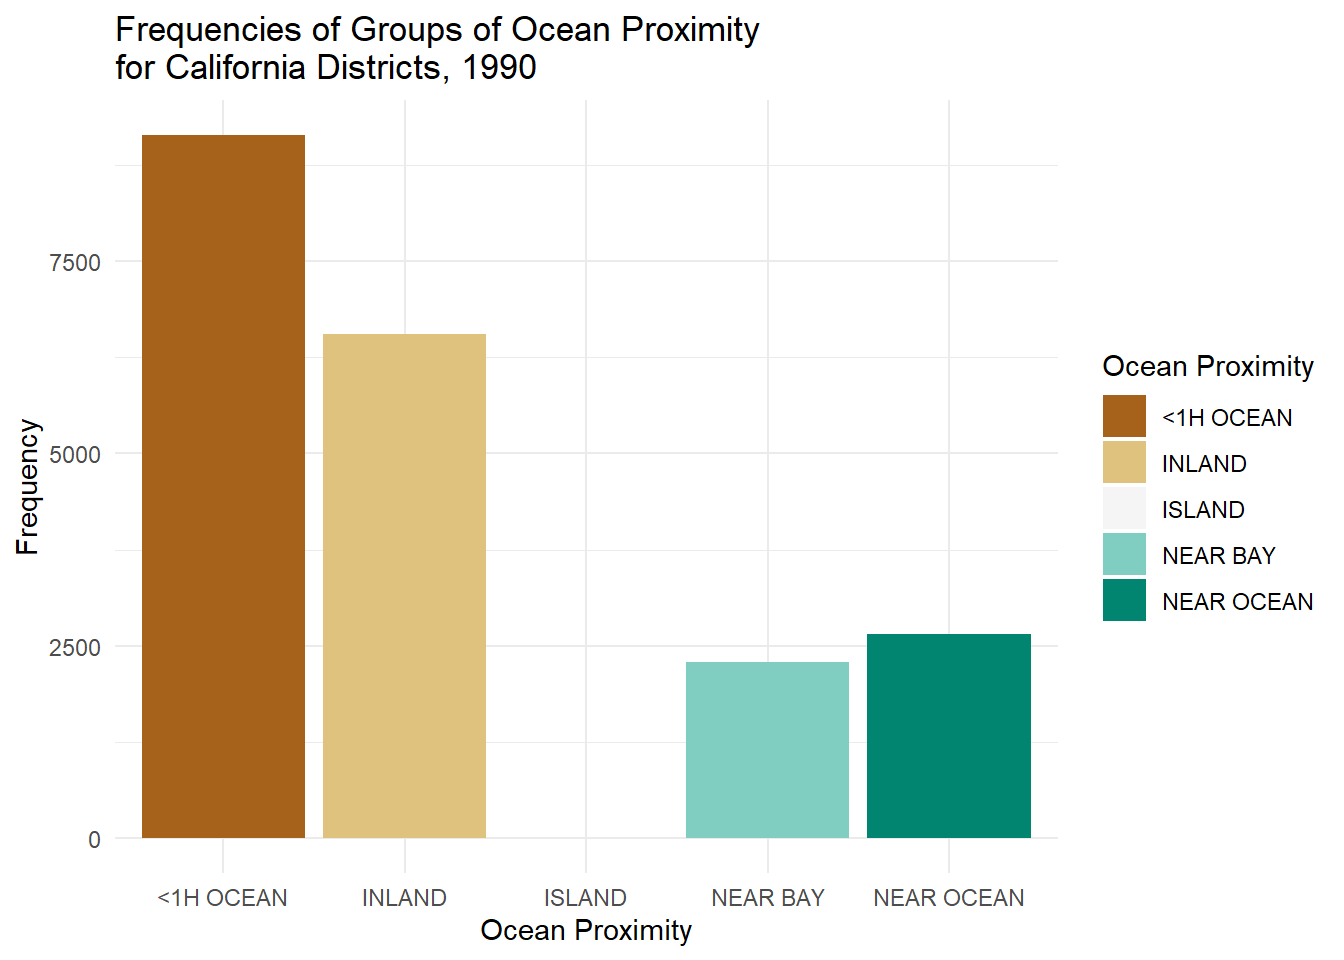 Frequencies of Groups of Ocean Proximity
for California Districts, 1990
Frequency
7500
5000
2500
0
<1H OCEAN
INLAND
ISLAND
NEAR BAY
NEAR OCEAN
Ocean Proximity
Ocean Proximity
<1H OCEAN
INLAND
ISLAND
NEAR BAY
NEAR OCEAN